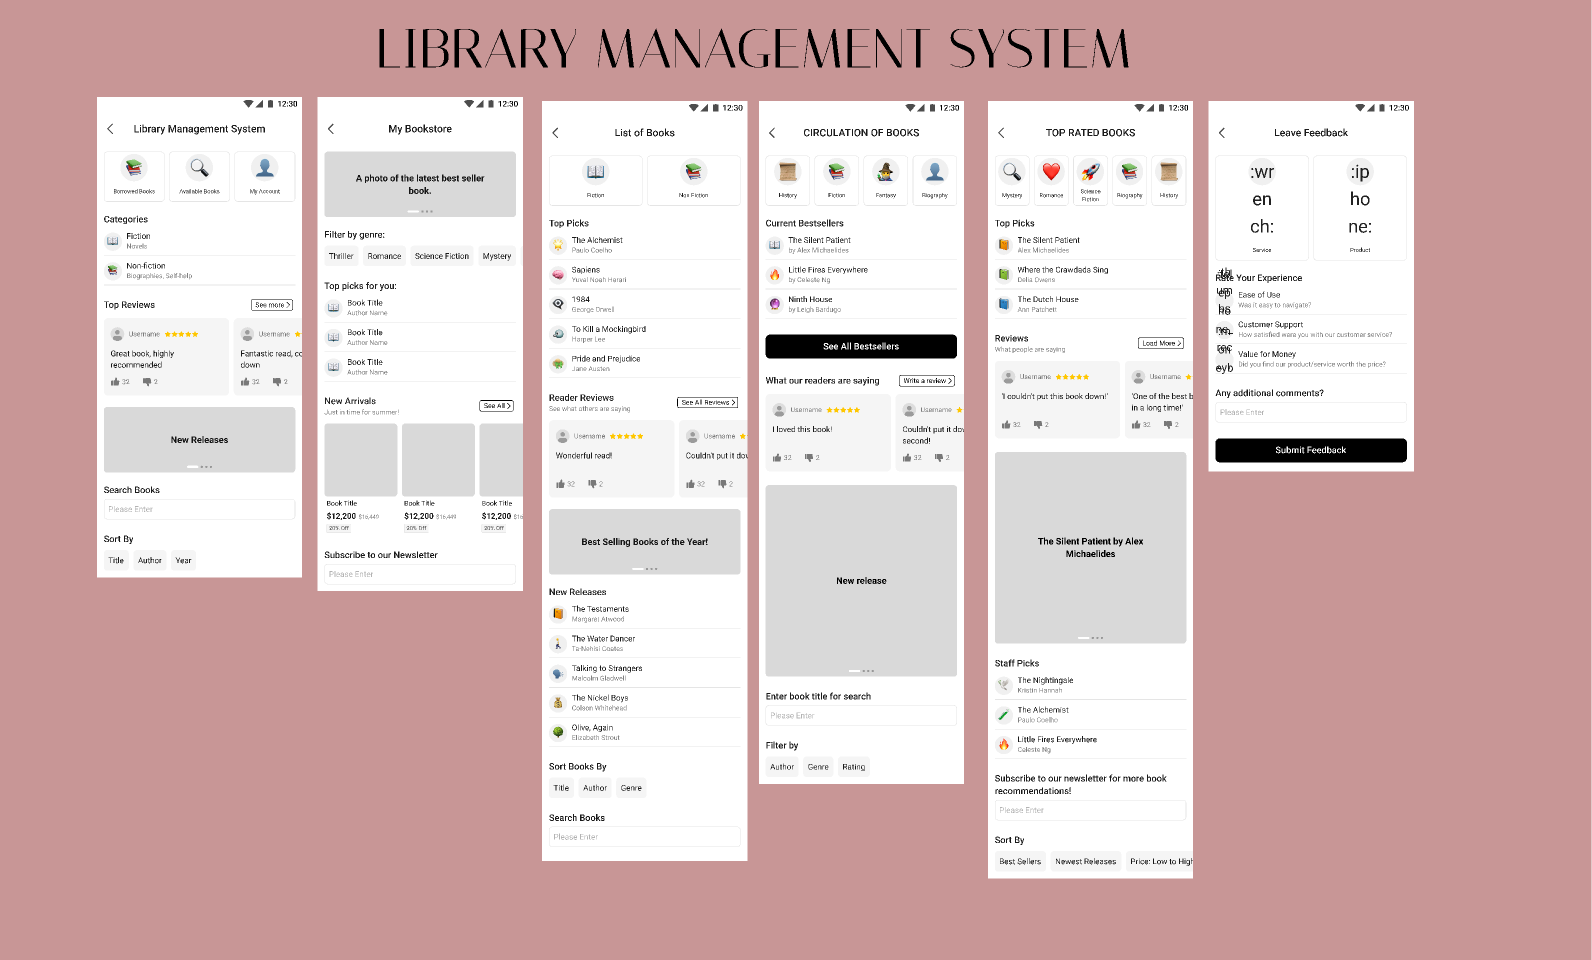 LIBRARY MANAGEMENT SYSTEM
12:30
Library Management System
Borrowed Books
Available Books
My Account
Categories
Fiction
Novels
Non-fiction
Biographies, Self-help
Top Reviews
See more
Username
Username
Great book, highly
recommended
Fantastic read, co
down
32
2
32
2
New Releases
Search Books
Please Enter
Sort By
Title
Author
Year
12:30
My Bookstore
A photo of the latest best seller
book.
Filter by genre:
Thriller
Romance
Science Fiction
Mystery
Top picks for you:
Book Title
Author Name
Book Title
Author Name
Book Title
Author Name
New Arrivals
Just in time for summer!
See All
Book Title
Book Title
Book Title
$12,200 $16,449
$12,200 $16,449
$12,200 $16
20% Off
20% Off
20% Off
Subscribe to our Newsletter
Please Enter
12:30
List of Books
Fiction
Non Fiction
Top Picks
The Alchemist
Paulo Coelho
Sapiens
Yuval Noah Harari
1984
George Orwell
To Kill a Mockingbird
Harper Lee
Pride and Prejudice
Jane Austen
Reader Reviews
See what others are saying
See All Reviews
Username
Username
Wonderful read!
Couldn't put it dow
32
2
32
2
Best Selling Books of the Year!
New Releases
The Testaments
Margaret Atwood
The Water Dancer
Ta-Nehisi Coates
Talking to Strangers
Malcolm Gladwell
The Nickel Boys
Colson Whitehead
Olive, Again
Elizabeth Strout
Sort Books By
Title
Author
Genre
Search Books
Please Enter
12:30
CIRCULATION OF BOOKS
History
Fiction
Fantasy
Biography
Current Bestsellers
The Silent Patient
by Alex Michaelides
Little Fires Everywhere
by Celeste Ng
Ninth House
by Leigh Bardugo
See All Bestsellers
What our readers are saying
Write a review
Username
Username
I loved this book!
Couldn't put it dow
second!
32
2
32
2
New release
Enter book title for search
Please Enter
Filter by
Author
Genre
Rating
12:30
TOP RATED BOOKS
Mystery
Romance
Science
Fiction
Biography
History
Top Picks
The Silent Patient
Alex Michaelides
Where the Crawdads Sing
Delia Owens
The Dutch House
Ann Patchett
Reviews
What people are saying
Load More
Username
Username
'I couldn't put this book down!'
'One of the best b
in a long time!'
32
2
32
2
The Silent Patient by Alex
Michaelides
Staff Picks
The Nightingale
Kristin Hannah
The Alchemist
Paulo Coelho
Little Fires Everywhere
Celeste Ng
Subscribe to our newsletter for more book
recommendations!
Please Enter
Sort By
Best Sellers
Newest Releases
Price: Low to High
12:30
Leave Feedback
:wr
en
ch:
Service
:ip
ho
ne:
Product
Rate Your Experience
Ease of Use
Was it easy to navigate?
Customer Support
How satisfied were you with our customer service?
Value for Money
Did you find our product/service worth the price?
Any additional comments?
Please Enter
Submit Feedback